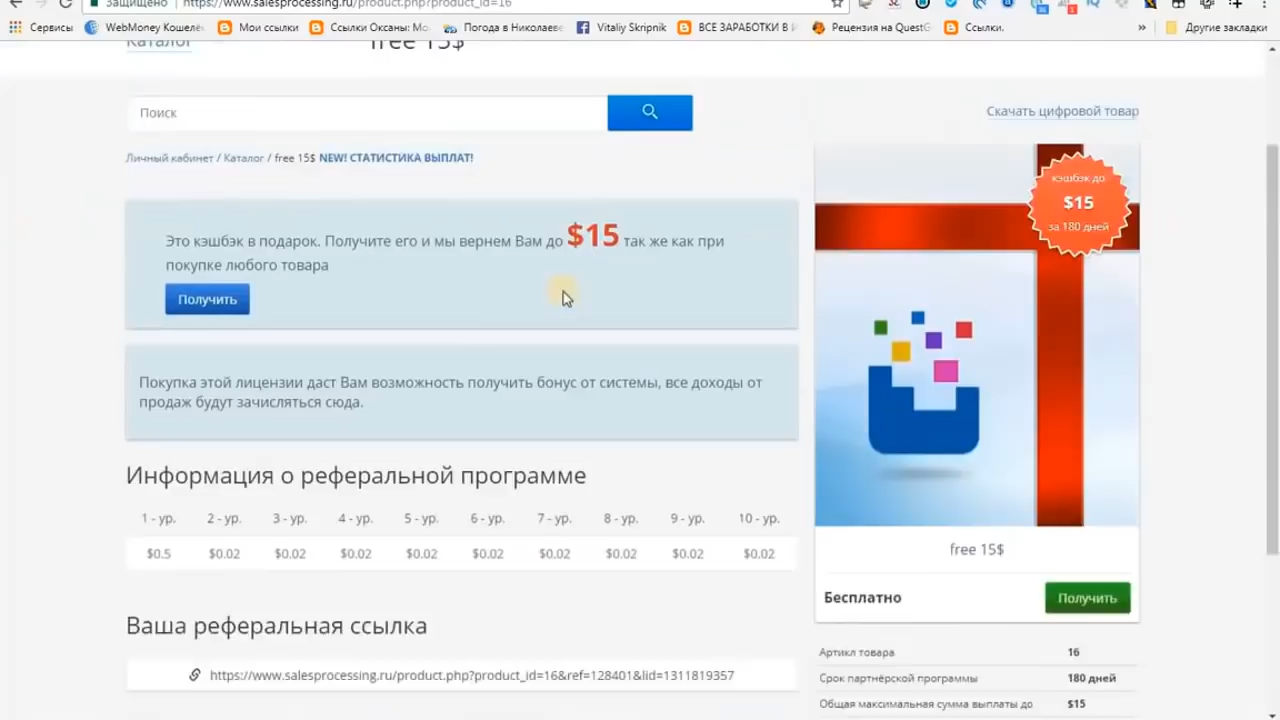 Защищено https://www.salesprocessing.ru/product.php?product_id=16
Сервисы WebMoney Кошелё Мои ссылки Ссылки Оксаны: Мо Погода в Николаеве Vitaliy Skripnik ВСЕ ЗАРАБОТКИ В И Рецензия на QuestG Ссылки. » Другие закладки
Каталог
free 15$
Поиск
Скачать цифровой товар
Личный кабинет / Каталог / free 15$ NEW! СТАТИСТИКА ВЫПЛАТ!
кэшбэк до
$15
за 180 дней
Это кэшбэк в подарок. Получите его и мы вернем Вам до $15 так же как при
покупке любого товара
Получить
Покупка этой лицензии даст Вам возможность получить бонус от системы, все доходы от
продаж будут зачисляться сюда.
Информация о реферальной программе
1 - ур. 2 - ур. 3 - ур. 4 - ур. 5 - ур. 6 - ур. 7 - ур. 8 - ур. 9 - ур. 10 - ур.
$0.5 $0.02 $0.02 $0.02 $0.02 $0.02 $0.02 $0.02 $0.02 $0.02
free 15$
Бесплатно Получить
Ваша реферальная ссылка
https://www.salesprocessing.ru/product.php?product_id=16&ref=128401&lid=1311819357
Артикл товара 16
Срок партнёрской программы 180 дней
Общая максимальная сумма выплаты до $15